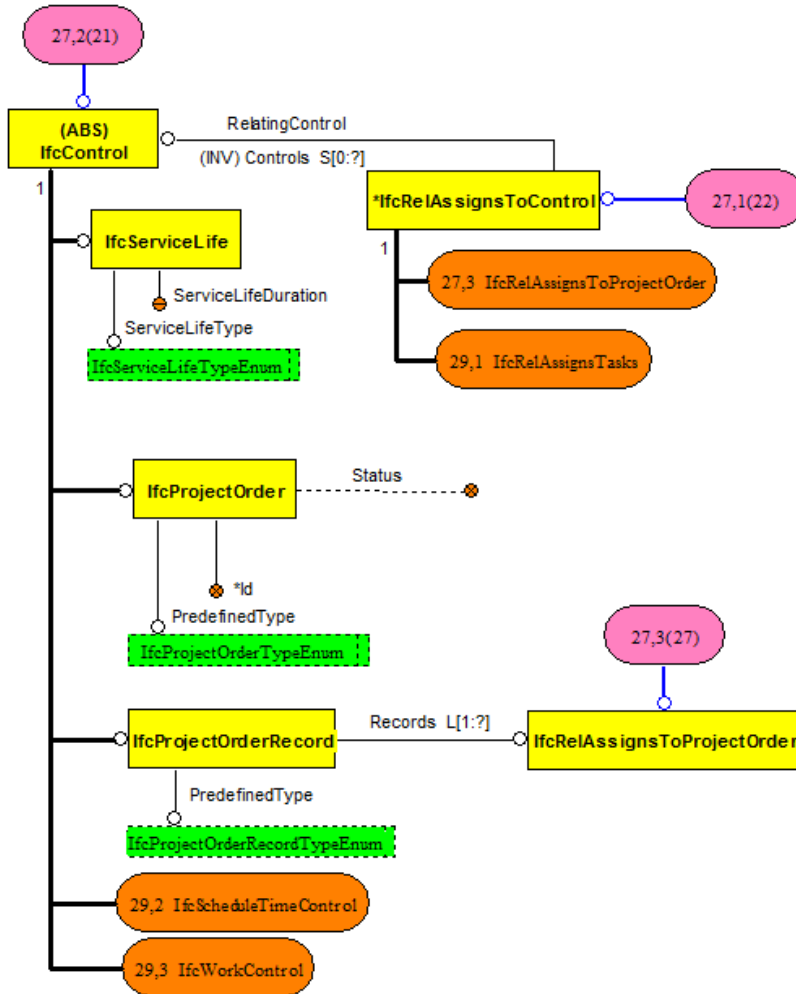 27,2(21)
(ABS)
IfcControl
RelatingControl
(INV) Controls S[0:?]
1
*IfcRelAssignsToControl
27,1(22)
1
IfcServiceLife
27,3 IfcRelAssignsToProjectOrder
ServiceLifeDuration
ServiceLifeType
IfcServiceLifeTypeEnum
29,1 IfcRelAssignsTasks
IfcProjectOrder
Status
*Id
PredefinedType
IfcProjectOrderTypeEnum
27,3(27)
IfcProjectOrderRecord
Records L[1:?]
IfcRelAssignsToProjectOrder
PredefinedType
IfcProjectOrderRecordTypeEnum
29,2 IfcScheduleTimeControl
29,3 IfcWorkControl